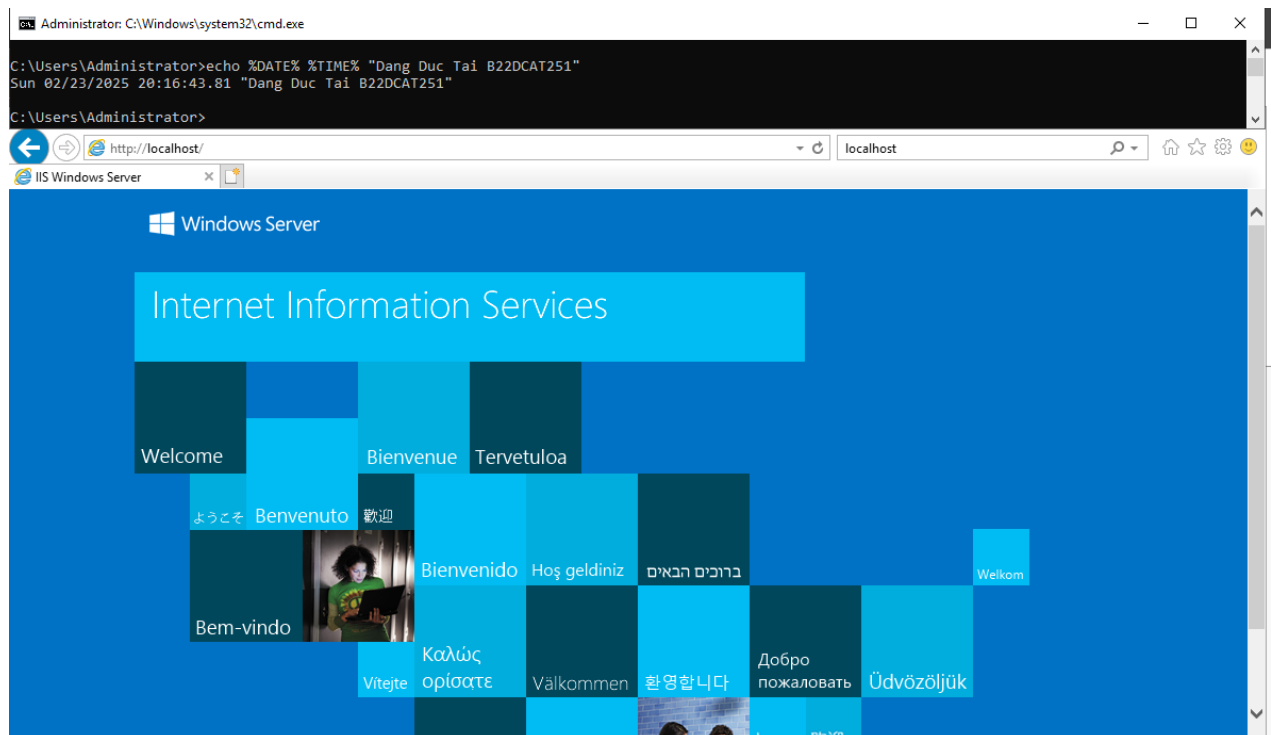 Administrator: C:\Windows\system32\cmd.exe
C:\Users\Administrator>echo %DATE% %TIME% "Dang Duc Tai B22DCAT251"
Sun 02/23/2025 20:16:43.81 "Dang Duc Tai B22DCAT251"
C:\Users\Administrator>
http://localhost/
localhost
IIS Windows Server
Windows Server
Internet Information Services
Welcome
Bienvenue
Tervetuloa
ようこそ
Benvenuto
歡迎
Bienvenido
Hoş geldiniz
ברוכים הבאים
Welkom
Bem-vindo
Vítejte
Καλώς
ορίσατε
Välkommen
환영합니다
Добро
пожаловать
Üdvözöljük